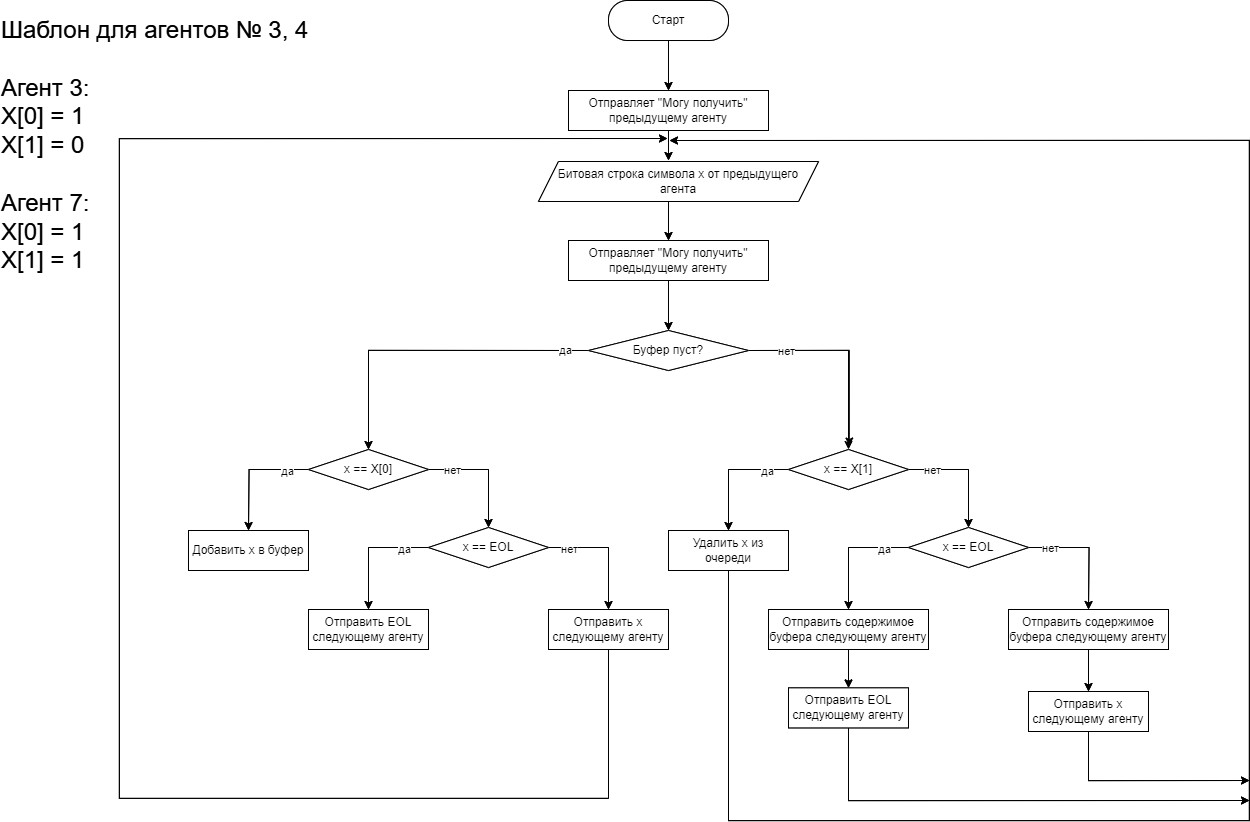 Шаблон для агентов № 3, 4
Агент 3:
X[0] = 1
X[1] = 0
Агент 7:
X[0] = 1
X[1] = 1
Старт
Отправляет "Могу получить"
предыдущему агенту
Битовая строка символа x от предыдущего
агента
Отправляет "Могу получить"
предыдущему агенту
Буфер пуст?
да
нет
x == X[0]
да
нет
x == X[1]
да
нет
Добавить x в буфер
x == EOL
да
нет
Удалить x из
очереди
x == EOL
да
нет
Отправить EOL
следующему агенту
Отправить x
следующему агенту
Отправить содержимое
буфера следующему агенту
Отправить содержимое
буфера следующему агенту
Отправить EOL
следующему агенту
Отправить x
следующему агенту